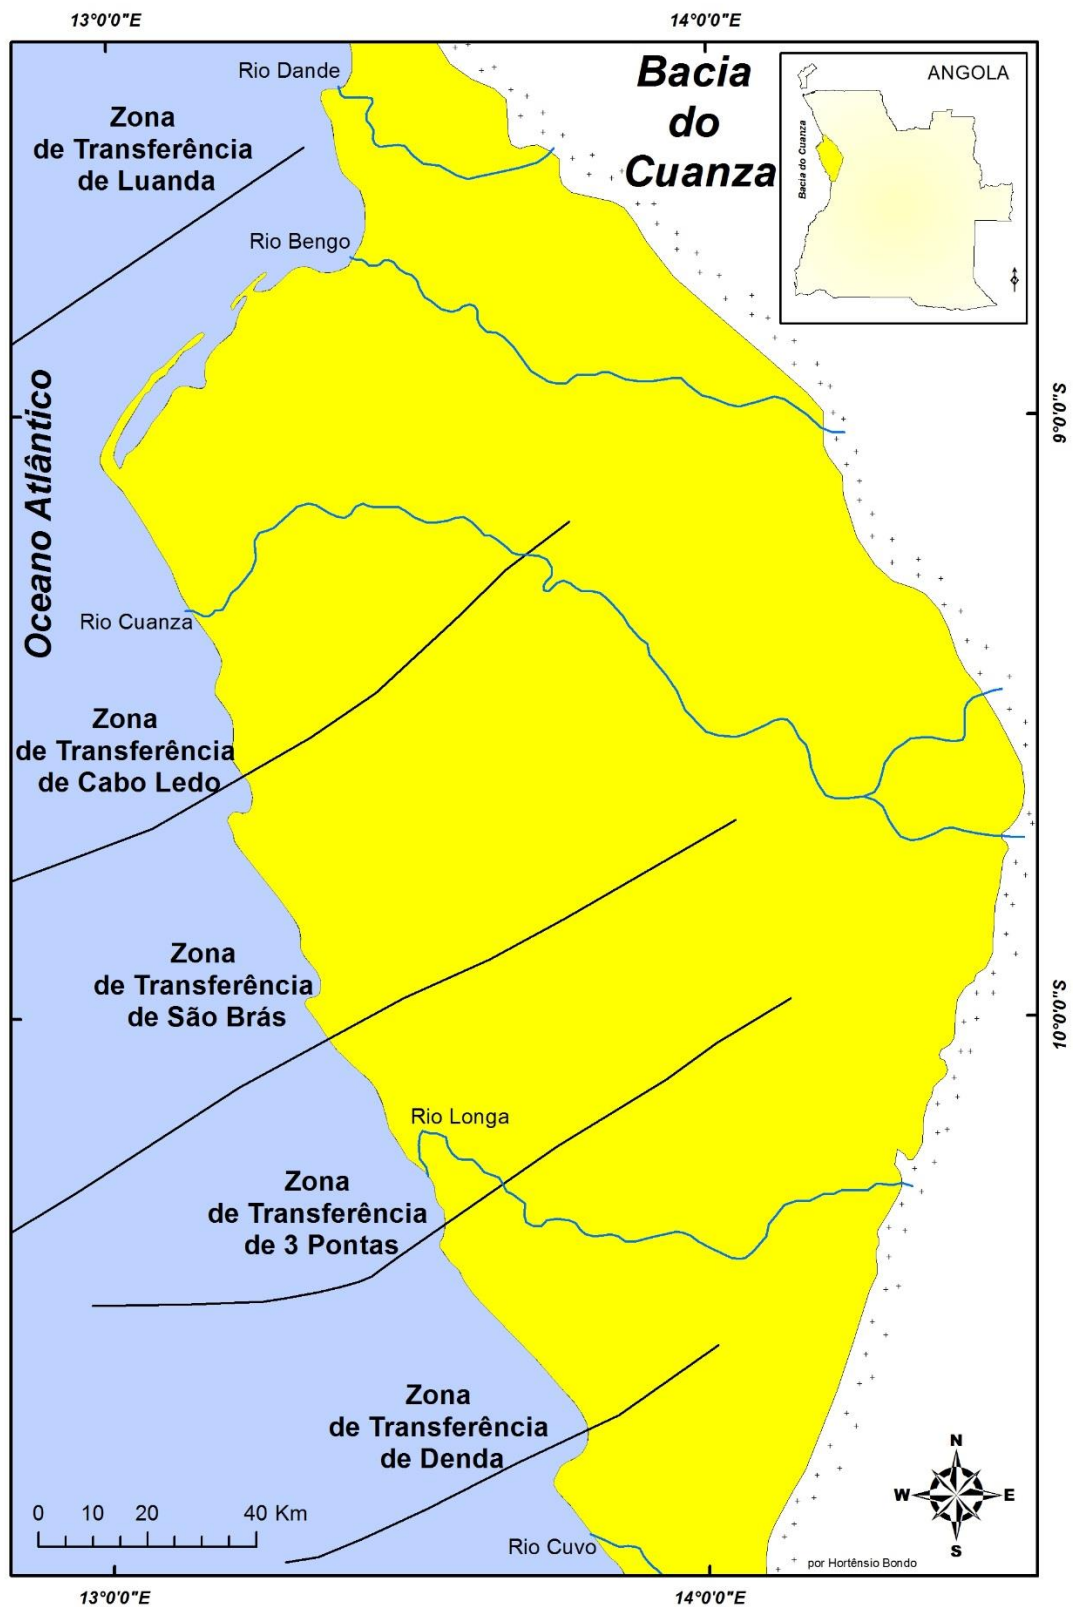 13°0'0"E
14°0'0"E
Rio Dande
Bacia
do
Cuanza
ANGOLA
Bacia do Cuanza
Zona
de Transferência
de Luanda
Rio Bengo
Oceano Atlântico
9°0'0"S
Rio Cuanza
Zona
de Transferência
de Cabo Ledo
Zona
de Transferência
de São Brás
10°0'0"S
Rio Longa
Zona
de Transferência
de 3 Pontas
Zona
de Transferência
de Denda
N
W
E
S
0 10 20 40 Km
Rio Cuvo
por Hortênsio Bondo
13°0'0"E
14°0'0"E